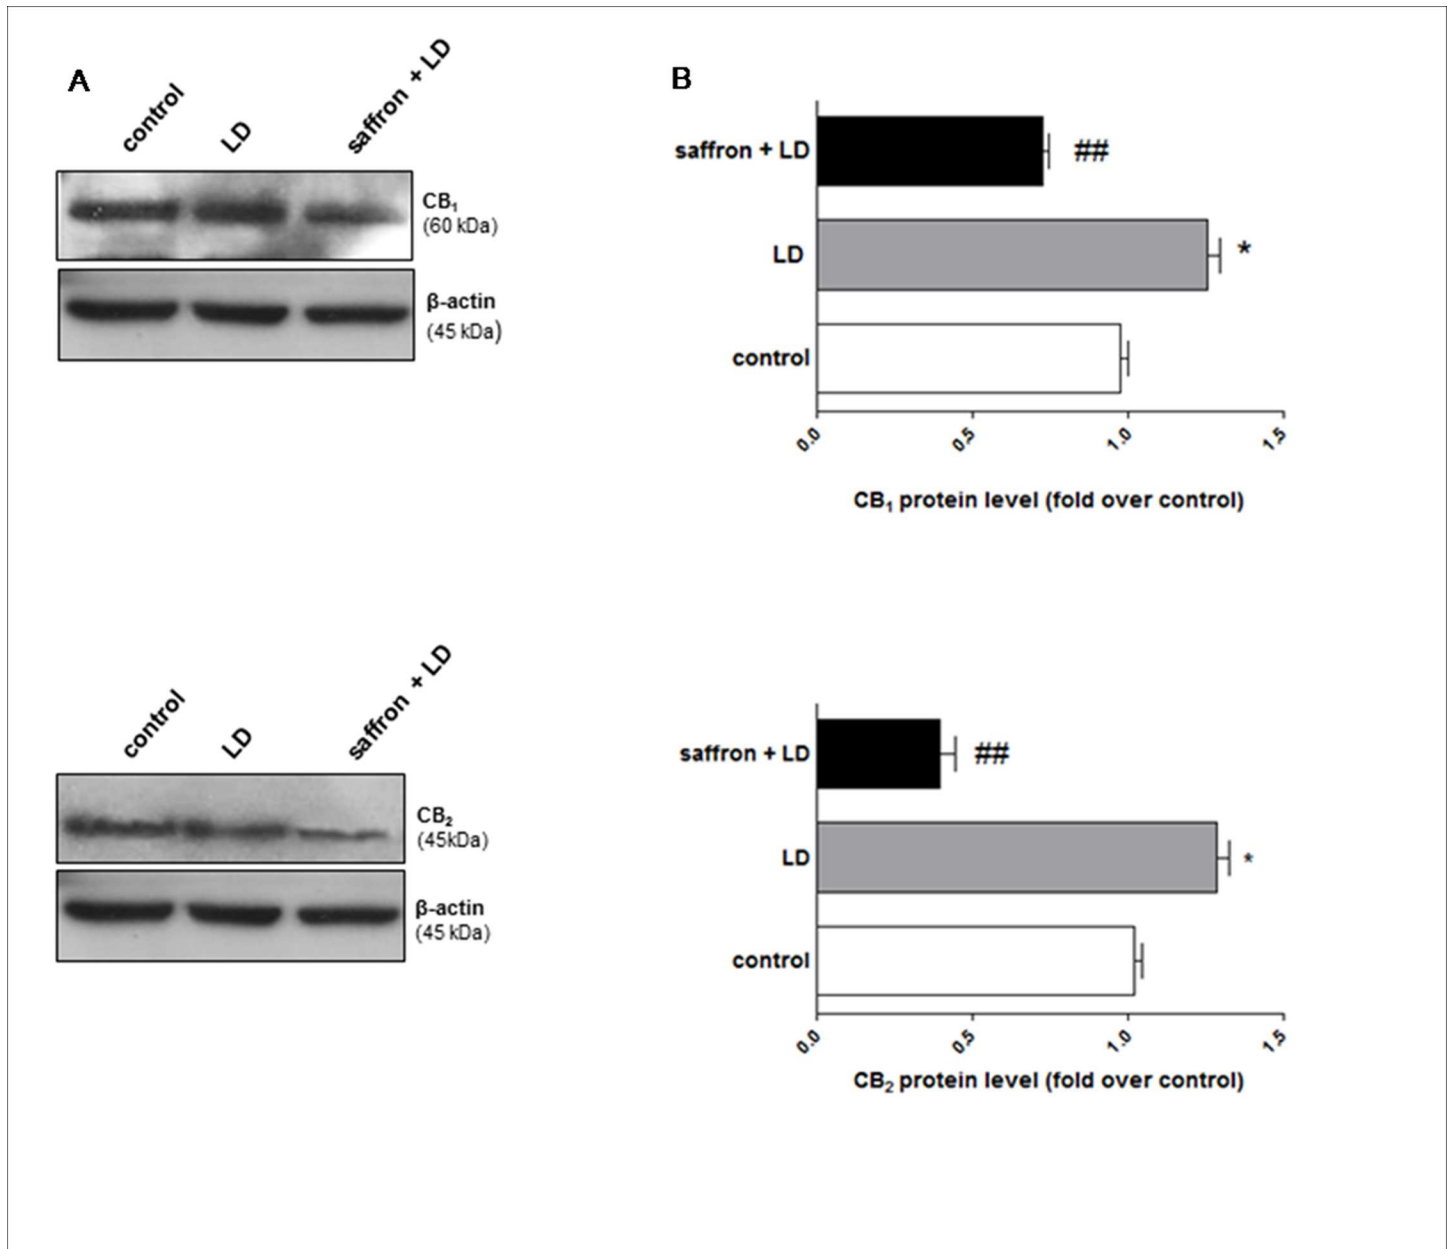 A
control
LD
saffron + LD
CB₁
(60 kDa)
β-actin
(45 kDa)
B
saffron + LD
##
LD
*
control
0.0
0.5
1.0
1.5
CB₁ protein level (fold over control)
control
LD
saffron + LD
CB₂
(45kDa)
β-actin
(45 kDa)
saffron + LD
##
LD
*
control
0.0
0.5
1.0
1.5
CB₂ protein level (fold over control)